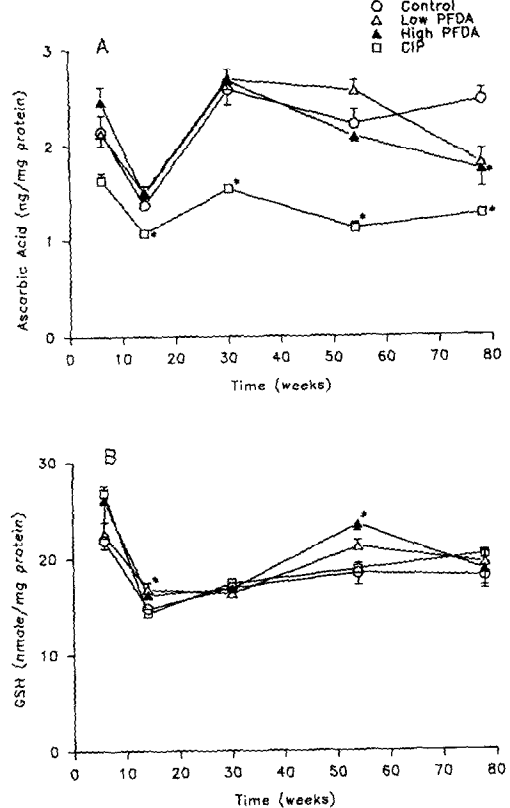 Control
Low PFDA
High PFDA
CIP
A
3
2
1
0
Ascorbic Acid (ng/mg protein)
* * * * *
0 10 20 30 40 50 60 70 80
Time (weeks)
B
30
20
10
0
GSH (nmole/mg protein)
* *
0 10 20 30 40 50 60 70 80
Time (weeks)